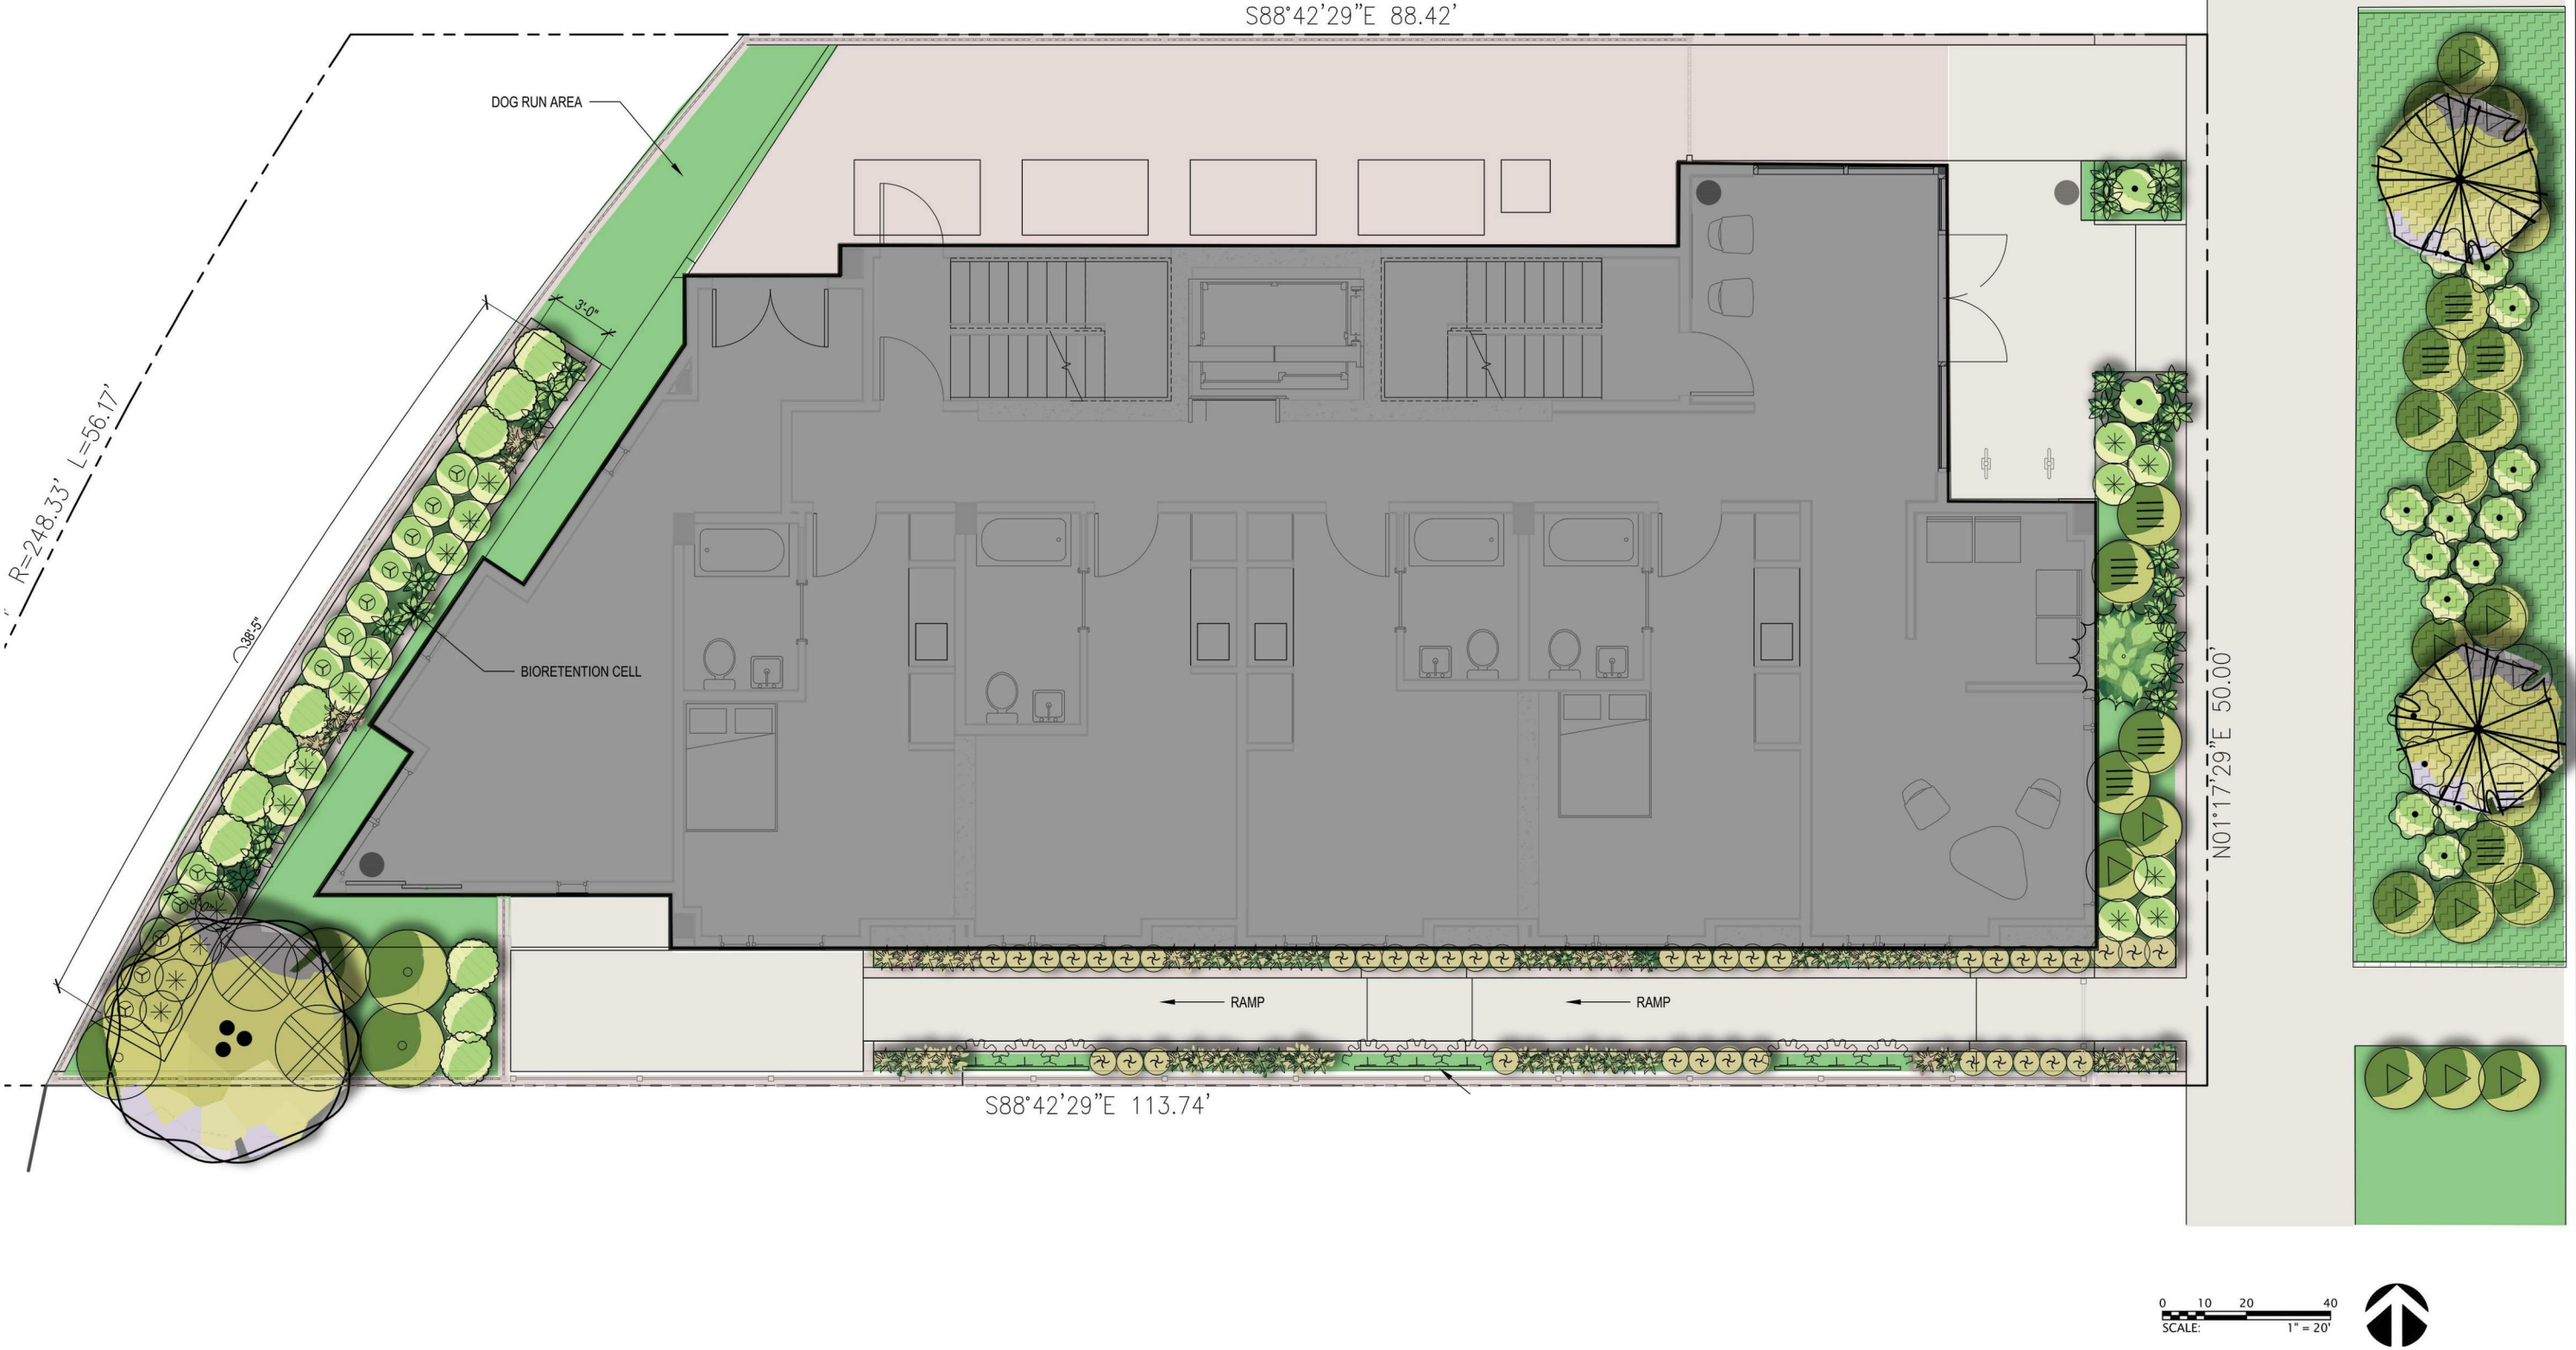 S88°42'29"E 88.42'
DOG RUN AREA
3'-0"
R=248.33' L=56.17'
38'-5"
BIORETENTION CELL
N01°17'29"E 50.00'
RAMP
RAMP
S88°42'29"E 113.74'
0 10 20 40
SCALE: 1" = 20'